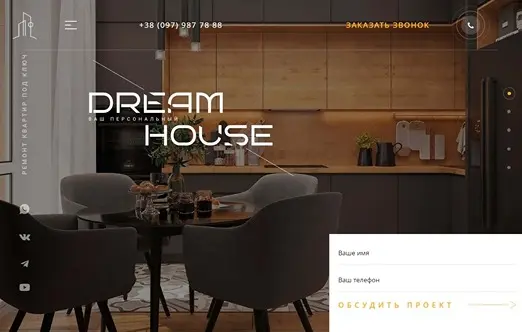 +38 (097) 987 78 88
ЗАКАЗАТЬ ЗВОНОК
DREAM
ВАШ ПЕРСОНАЛЬНЫЙ
HOUSE
РЕМОНТ КВАРТИР ПОД КЛЮЧ
Ваше имя
Ваш телефон
ОБСУДИТЬ ПРОЕКТ